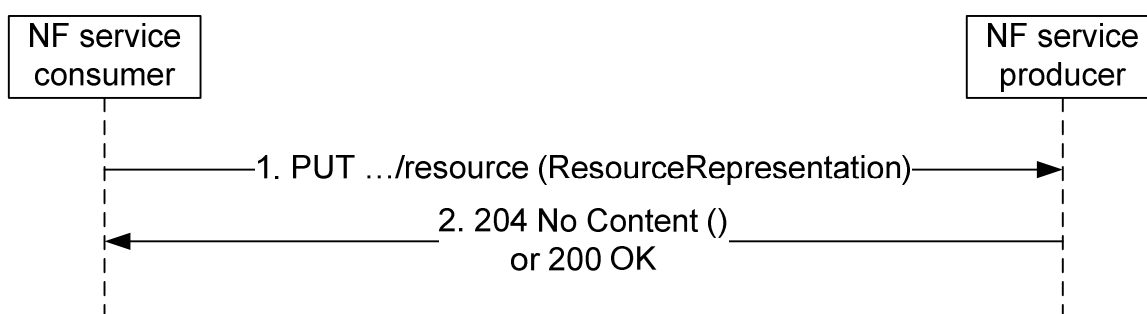 NF service
consumer
NF service
producer
1. PUT …/resource (ResourceRepresentation)
2. 204 No Content ()
or 200 OK